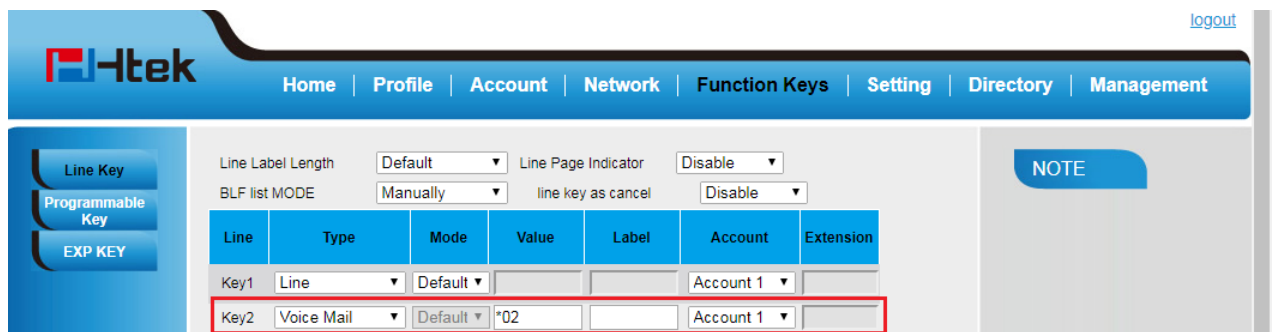 logout
Htek
Home | Profile | Account | Network | Function Keys | Setting | Directory | Management
Line Key
Programmable
Key
EXP KEY
Line Label Length Default Line Page Indicator Disable
BLF list MODE Manually line key as cancel Disable
Line Type Mode Value Label Account Extension
Key1 Line Default Account 1
Key2 Voice Mail Default *02 Account 1
NOTE